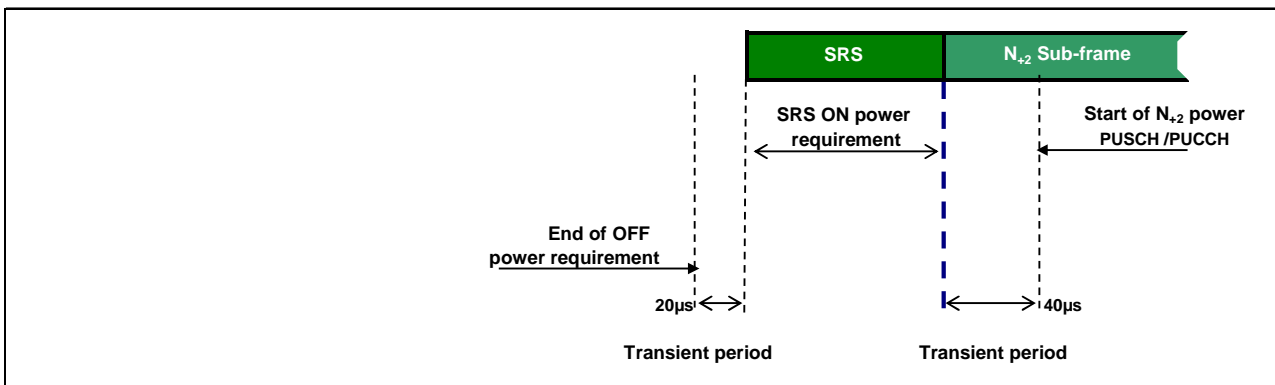 SRS
N+2 Sub-frame
SRS ON power
requirement
Start of N+2 power
PUSCH /PUCCH
End of OFF
power requirement
20µs
40µs
Transient period
Transient period